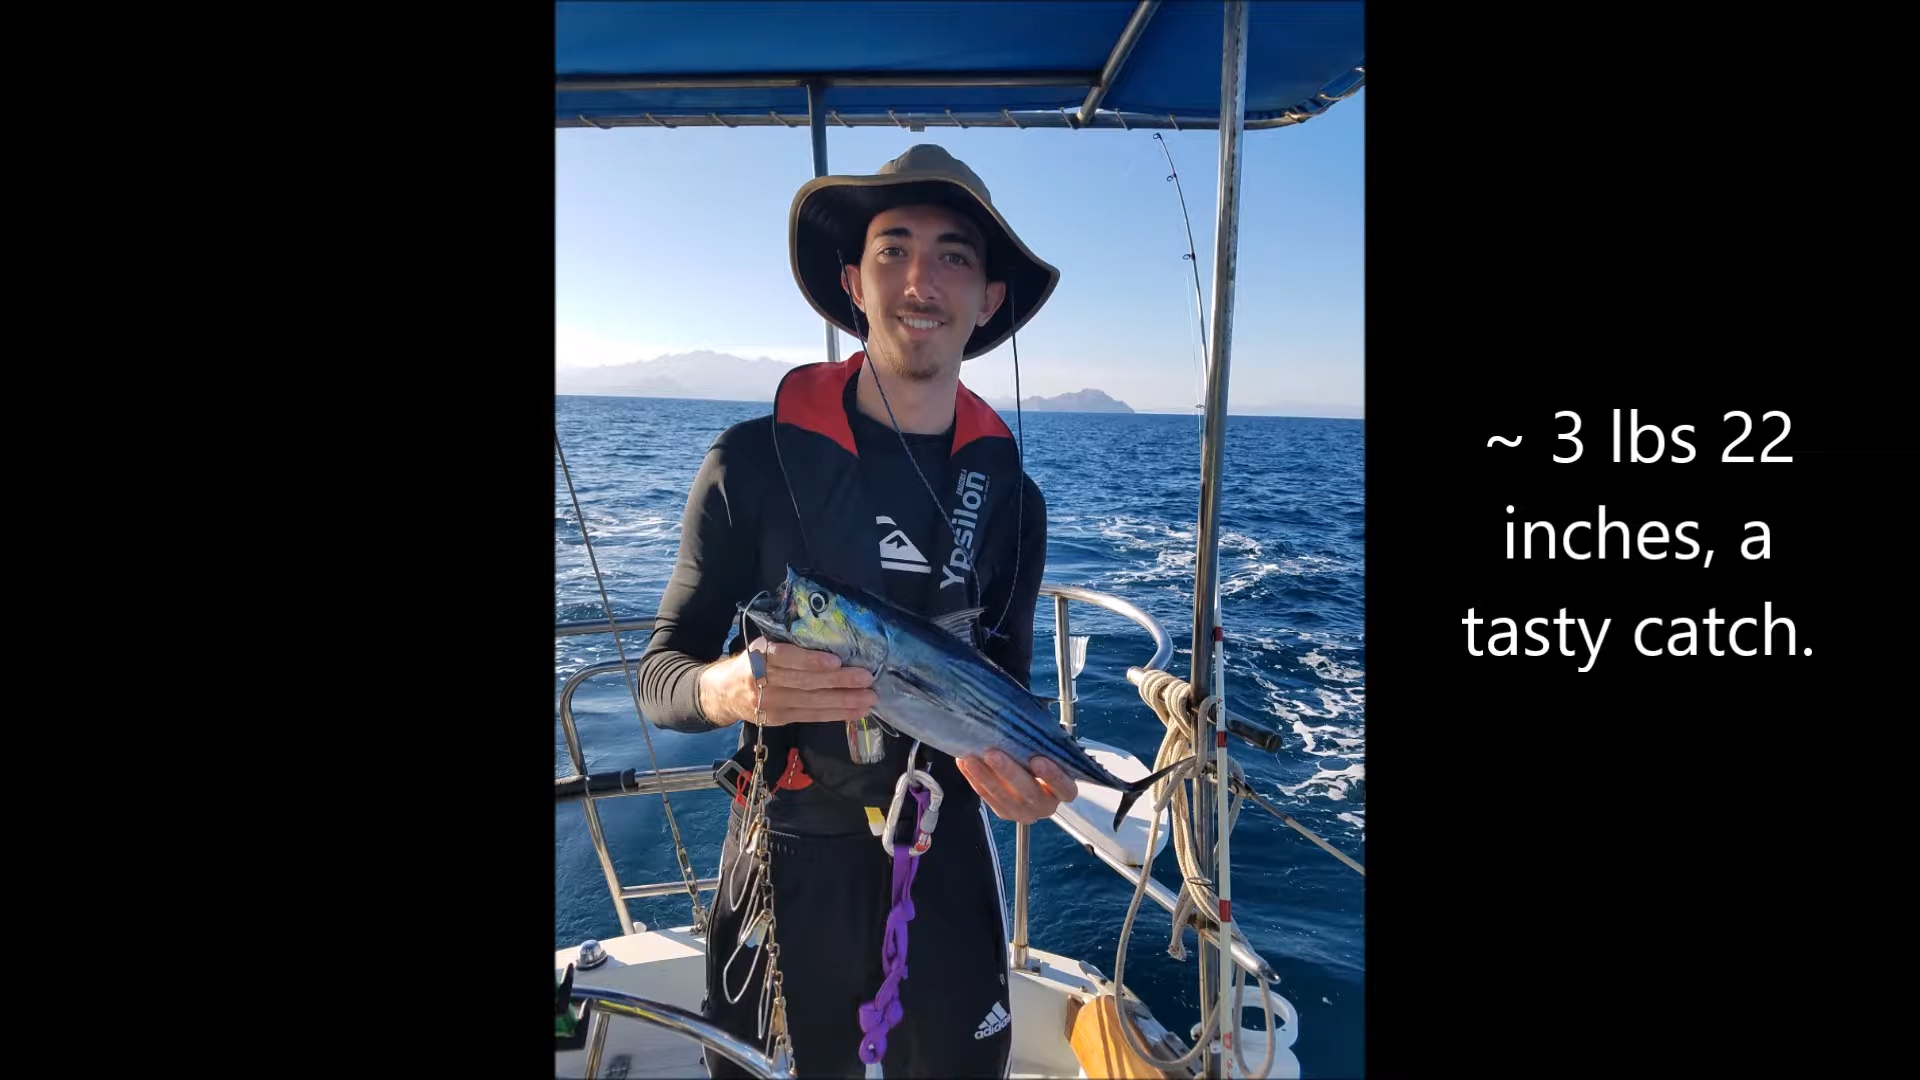 Ypsilon
adidas
~ 3 lbs 22
inches, a
tasty catch.